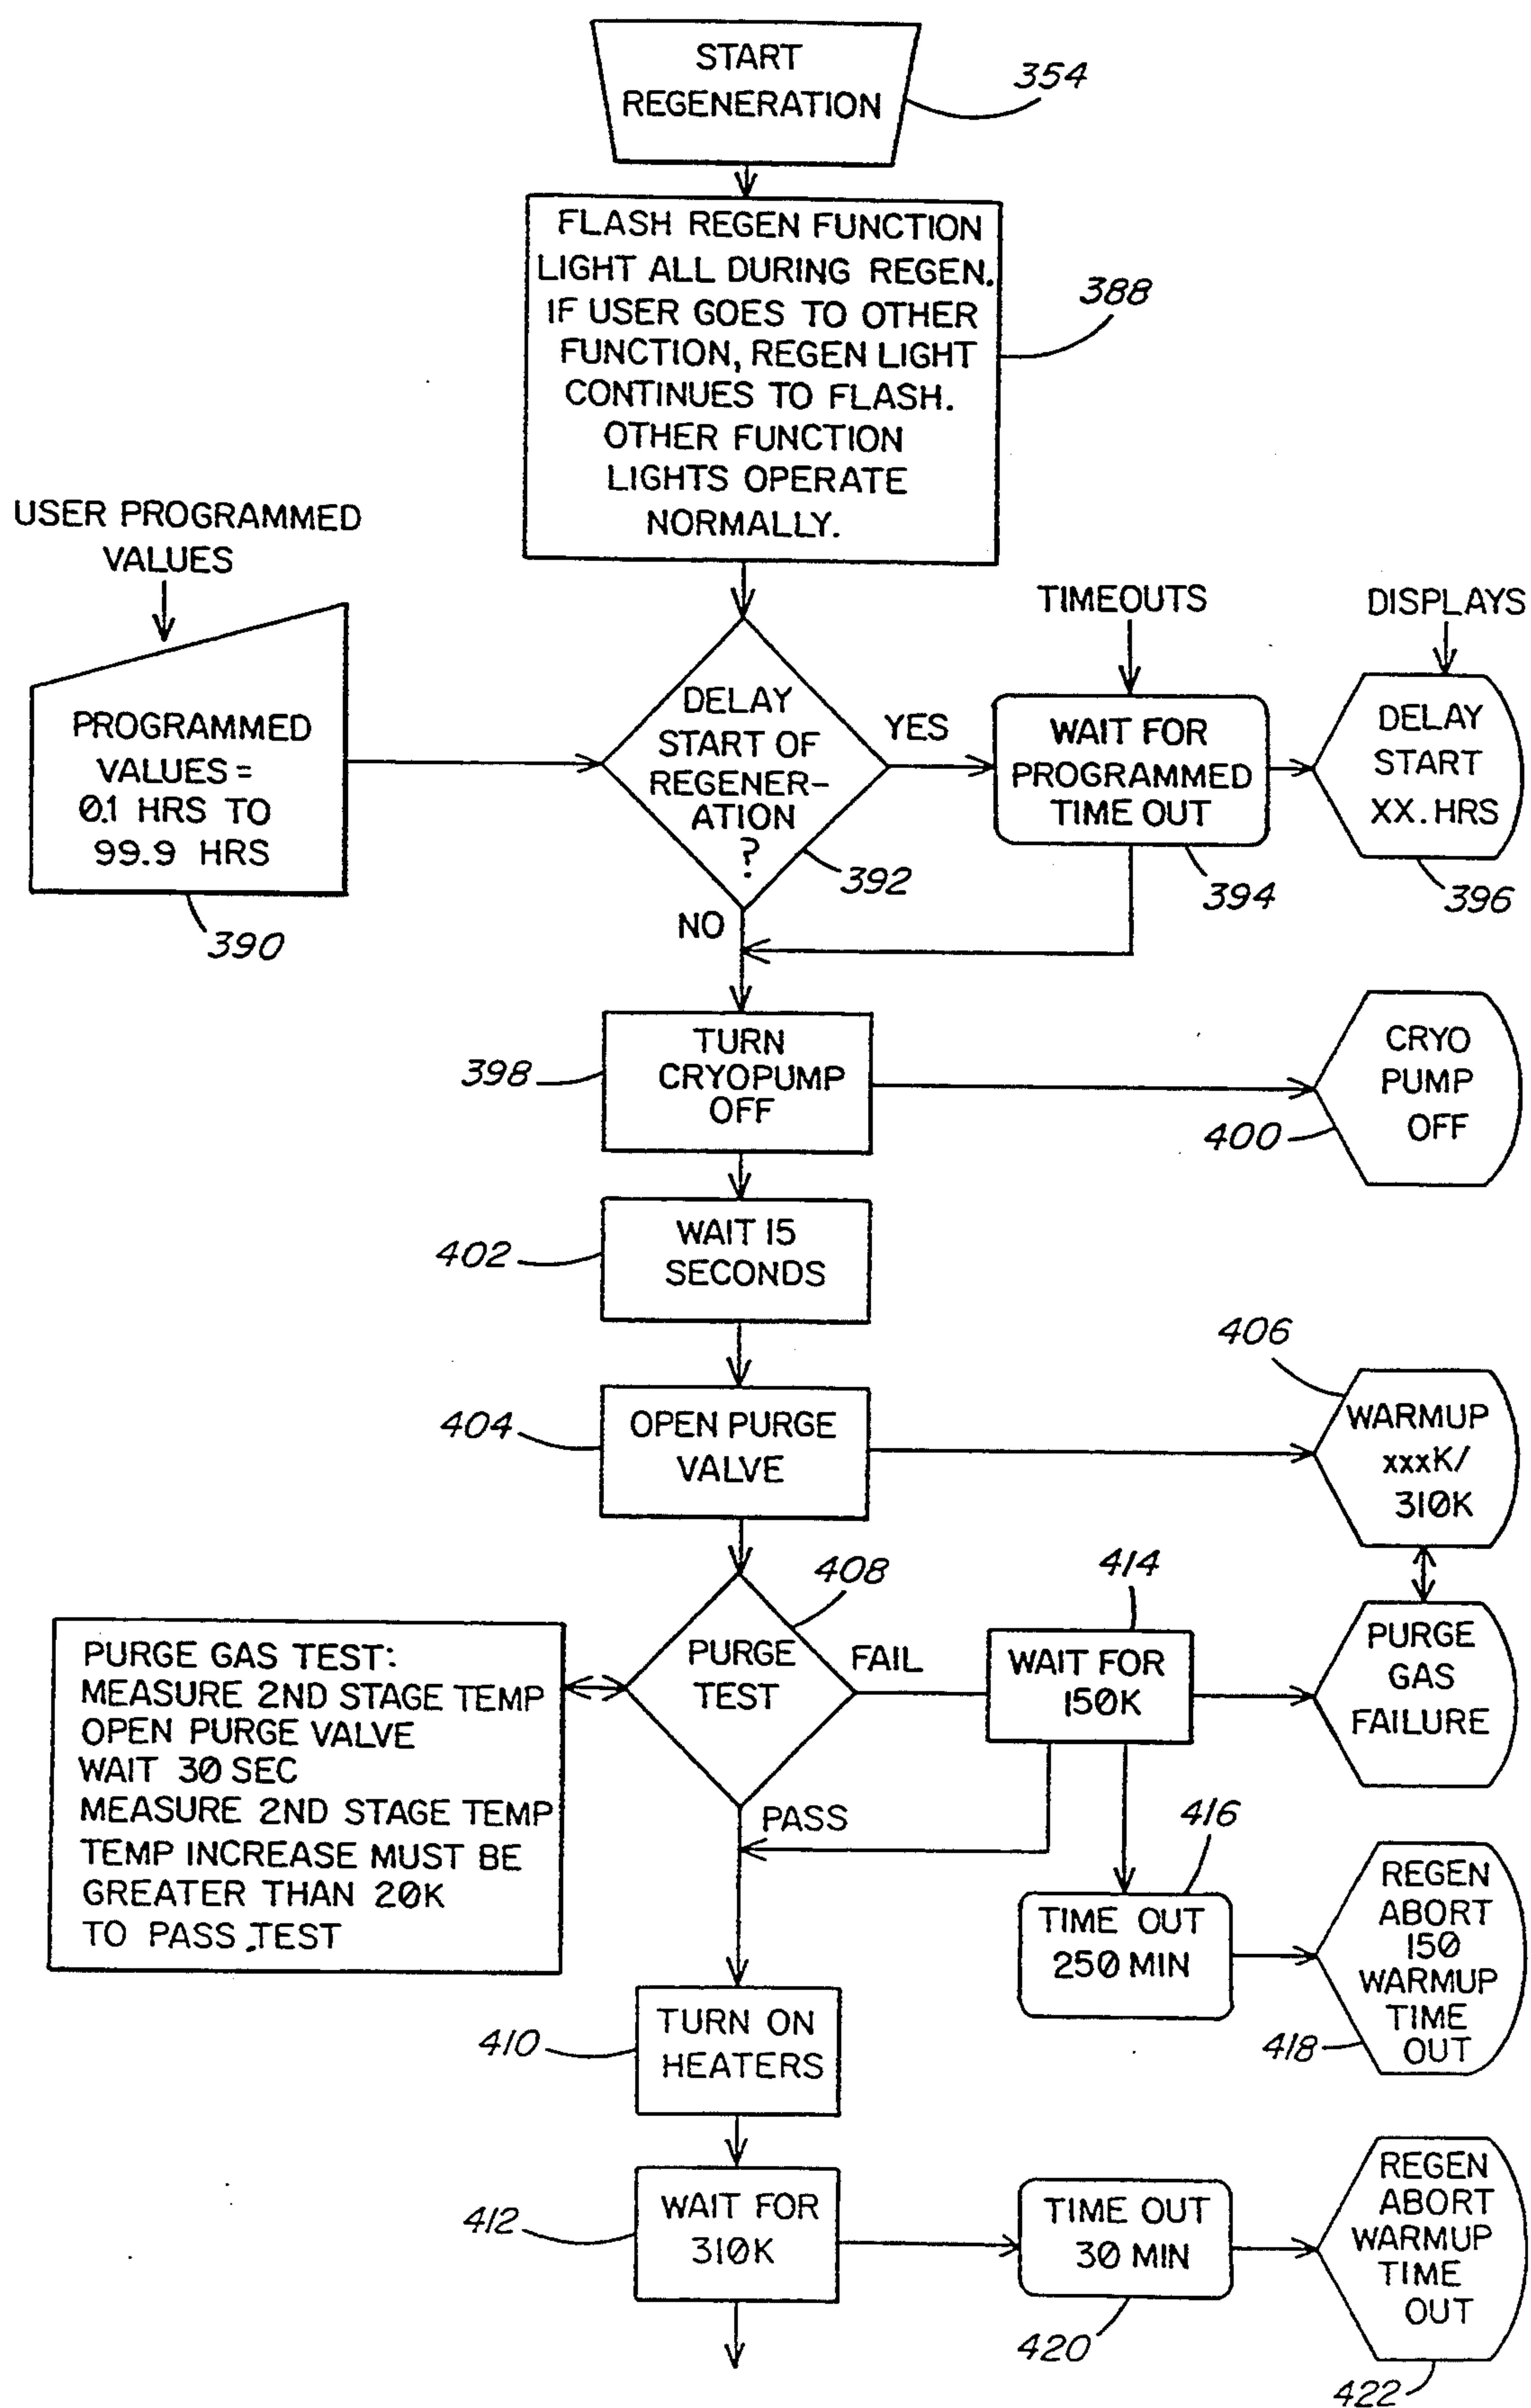 START
REGENERATION
354
FLASH REGEN FUNCTION
LIGHT ALL DURING REGEN.
IF USER GOES TO OTHER
FUNCTION, REGEN LIGHT
CONTINUES TO FLASH.
OTHER FUNCTION
LIGHTS OPERATE
NORMALLY.
388
USER PROGRAMMED
VALUES
PROGRAMMED
VALUES =
0.1 HRS TO
99.9 HRS
390
DELAY
START OF
REGENER-
ATION
?
392
YES
NO
TIMEOUTS
WAIT FOR
PROGRAMMED
TIME OUT
394
DISPLAYS
DELAY
START
XX. HRS
396
TURN
CRYOPUMP
OFF
398
CRYO
PUMP
OFF
400
WAIT 15
SECONDS
402
OPEN PURGE
VALVE
404
406
WARMUP
xxxK/
310K
PURGE
TEST
408
FAIL
PASS
PURGE GAS TEST:
MEASURE 2ND STAGE TEMP
OPEN PURGE VALVE
WAIT 30 SEC
MEASURE 2ND STAGE TEMP
TEMP INCREASE MUST BE
GREATER THAN 20K
TO PASS TEST
414
WAIT FOR
150K
PURGE
GAS
FAILURE
416
TIME OUT
250 MIN
REGEN
ABORT
150
WARMUP
TIME
OUT
418
TURN ON
HEATERS
410
WAIT FOR
310K
412
TIME OUT
30 MIN
420
REGEN
ABORT
WARMUP
TIME
OUT
422